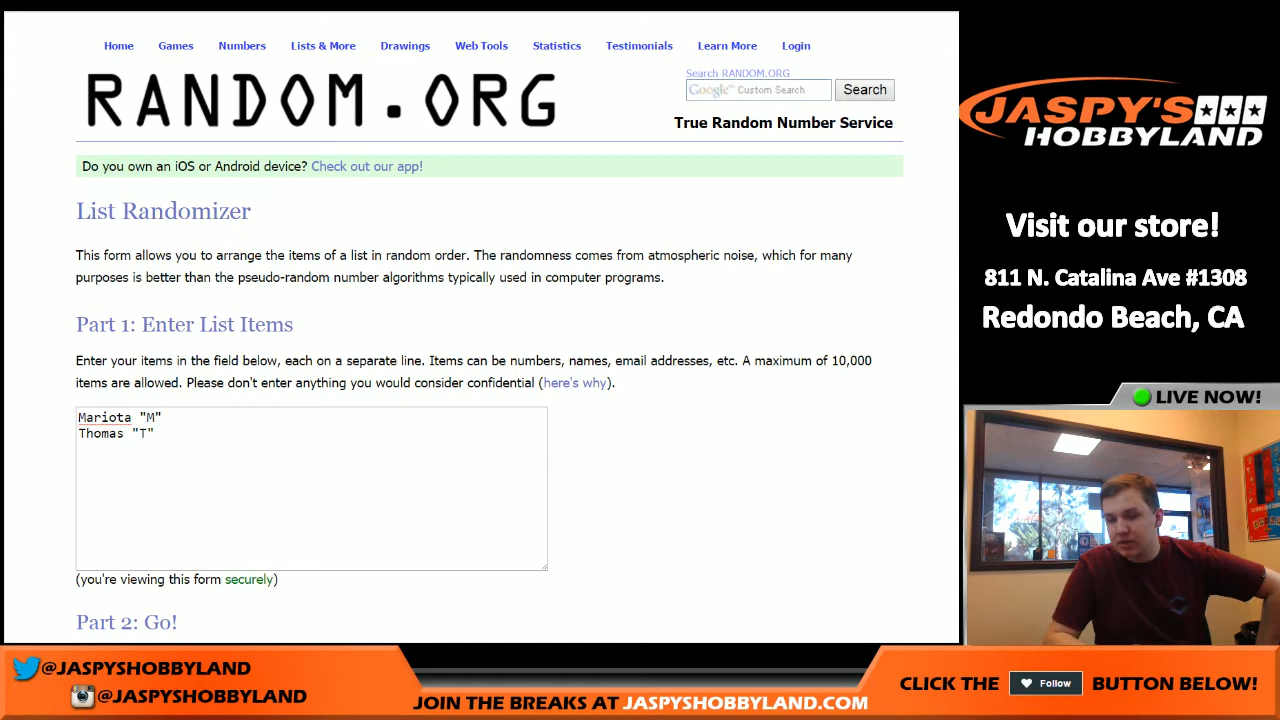 Home Games Numbers Lists & More Drawings Web Tools Statistics Testimonials Learn More Login
RANDOM.ORG
Search RANDOM.ORG
Google™ Custom Search
Search
True Random Number Service
Do you own an iOS or Android device? Check out our app!
List Randomizer
This form allows you to arrange the items of a list in random order. The randomness comes from atmospheric noise, which for many
purposes is better than the pseudo-random number algorithms typically used in computer programs.
Part 1: Enter List Items
Enter your items in the field below, each on a separate line. Items can be numbers, names, email addresses, etc. A maximum of 10,000
items are allowed. Please don't enter anything you would consider confidential (here's why).
Mariota "M"
Thomas "T"
(you're viewing this form securely)
Part 2: Go!
JASPY'S
HOBBYLAND
Visit our store!
811 N. Catalina Ave #1308
Redondo Beach, CA
LIVE NOW!
@JASPYSHOBBYLAND
@JASPYSHOBBYLAND
JOIN THE BREAKS AT JASPYSHOBBYLAND.COM
CLICK THE Follow BUTTON BELOW!